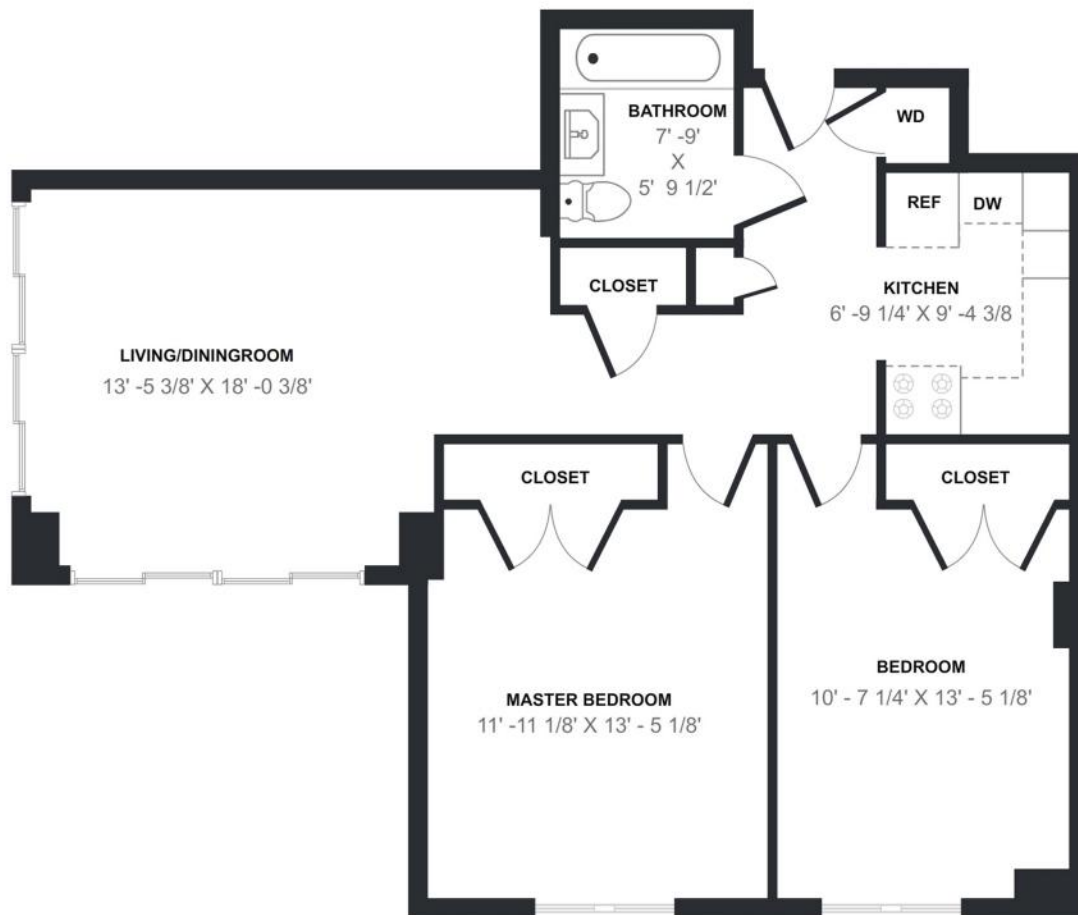 BATHROOM
7' -9'
X
5' 9 1/2'
WD
REF
DW
CLOSET
KITCHEN
6' -9 1/4' X 9' -4 3/8
LIVING/DININGROOM
13' -5 3/8' X 18' -0 3/8'
CLOSET
CLOSET
BEDROOM
10' - 7 1/4' X 13' - 5 1/8'
MASTER BEDROOM
11' -11 1/8' X 13' - 5 1/8'